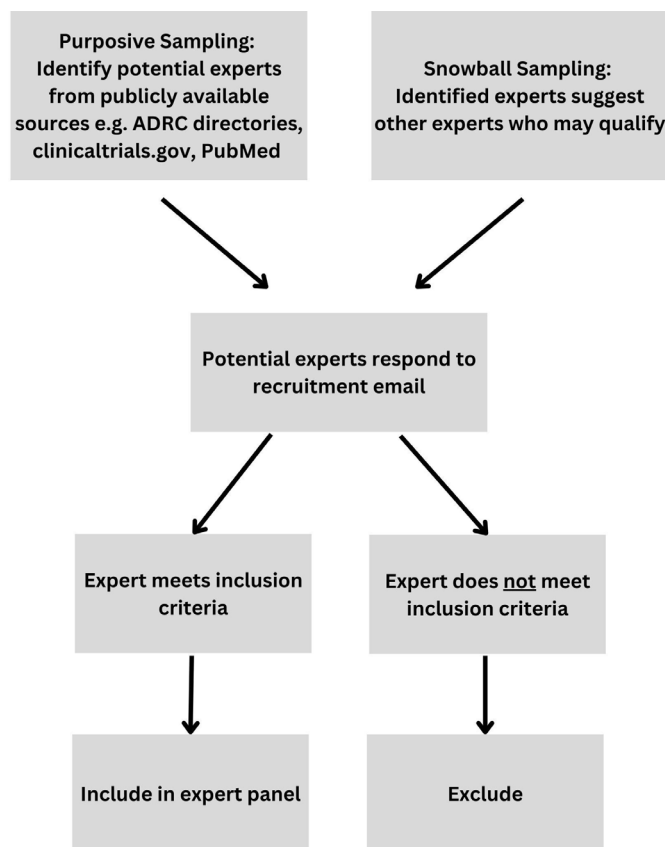 Purposive Sampling:
Identify potential experts
from publicly available
sources e.g. ADRC directories,
clinicaltrials.gov, PubMed
Snowball Sampling:
Identified experts suggest
other experts who may qualify
Potential experts respond to
recruitment email
Expert meets inclusion
criteria
Expert does not meet
inclusion criteria
Include in expert panel
Exclude